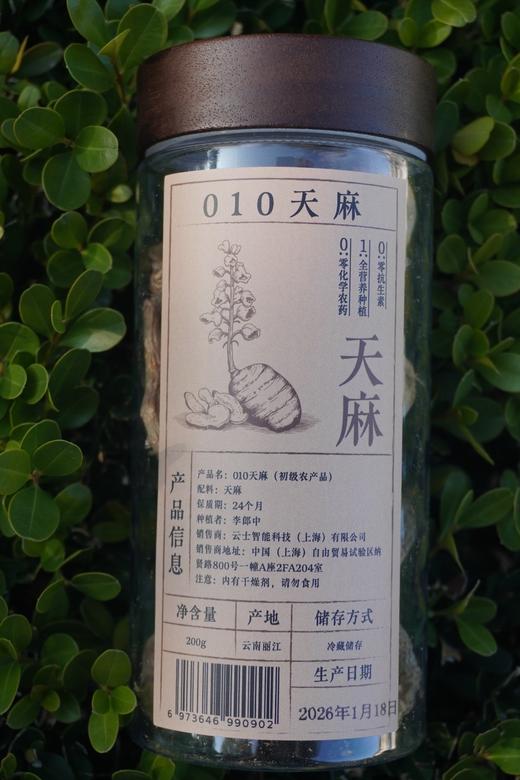 010天麻
0:零抗生素
1:全营养种植
0:零化学农药
天麻
产品信息
产品名：010天麻（初级农产品）
配料：天麻
保质期：24个月
种植者：李郎中
销售商：云士智能科技（上海）有限公司
销售商地址：中国（上海）自由贸易试验区纳
贤路800号一幢A座2FA204室
注意：内有干燥剂，请勿食用
净含量 产地 储存方式
200g 云南丽江 冷藏储存
生产日期
2026年1月18日
6 973646 990902